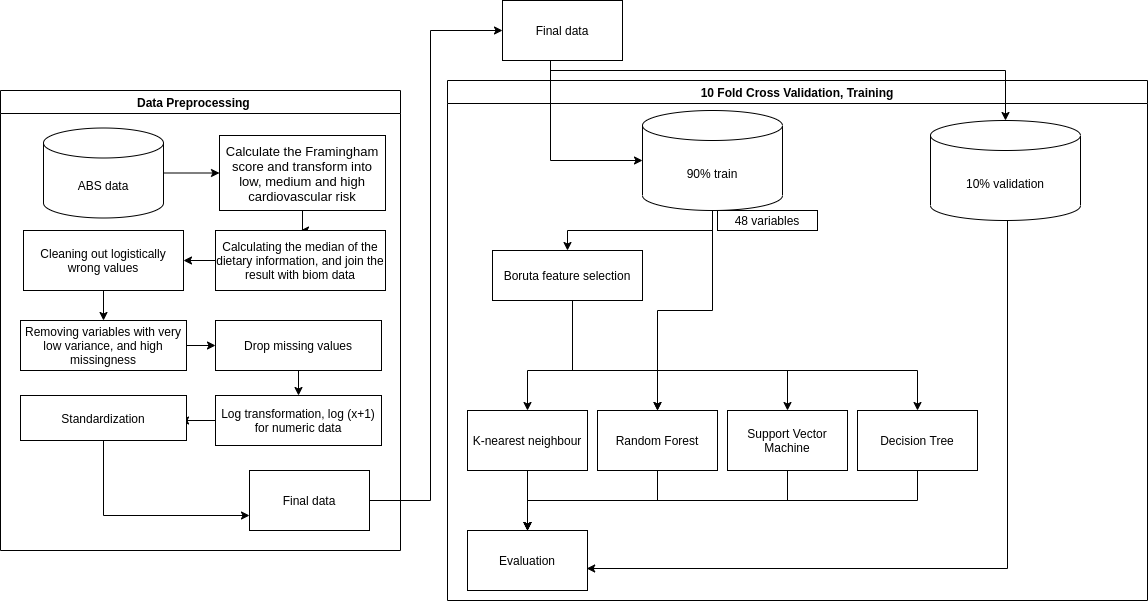 Final data
Data Preprocessing
ABS data
Calculate the Framingham
score and transform into
low, medium and high
cardiovascular risk
Cleaning out logistically
wrong values
Calculating the median of the
dietary information, and join the
result with biom data
Removing variables with very
low variance, and high
missingness
Drop missing values
Standardization
Log transformation, log (x+1)
for numeric data
Final data
10 Fold Cross Validation, Training
90% train
10% validation
48 variables
Boruta feature selection
K-nearest neighbour
Random Forest
Support Vector
Machine
Decision Tree
Evaluation